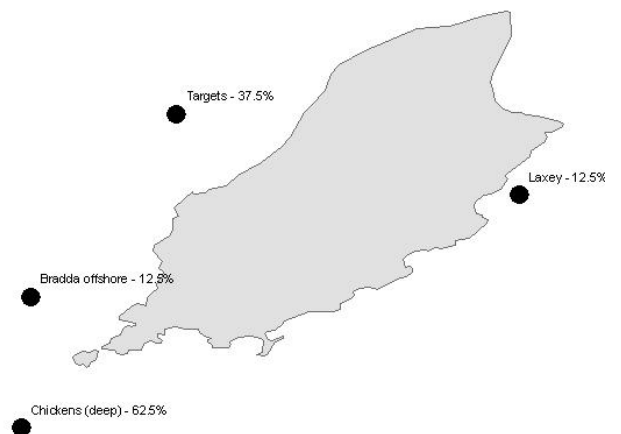 Targets - 37.5%
Laxey - 12.5%
Bradda offshore - 12.5%
Chickens (deep) - 62.5%